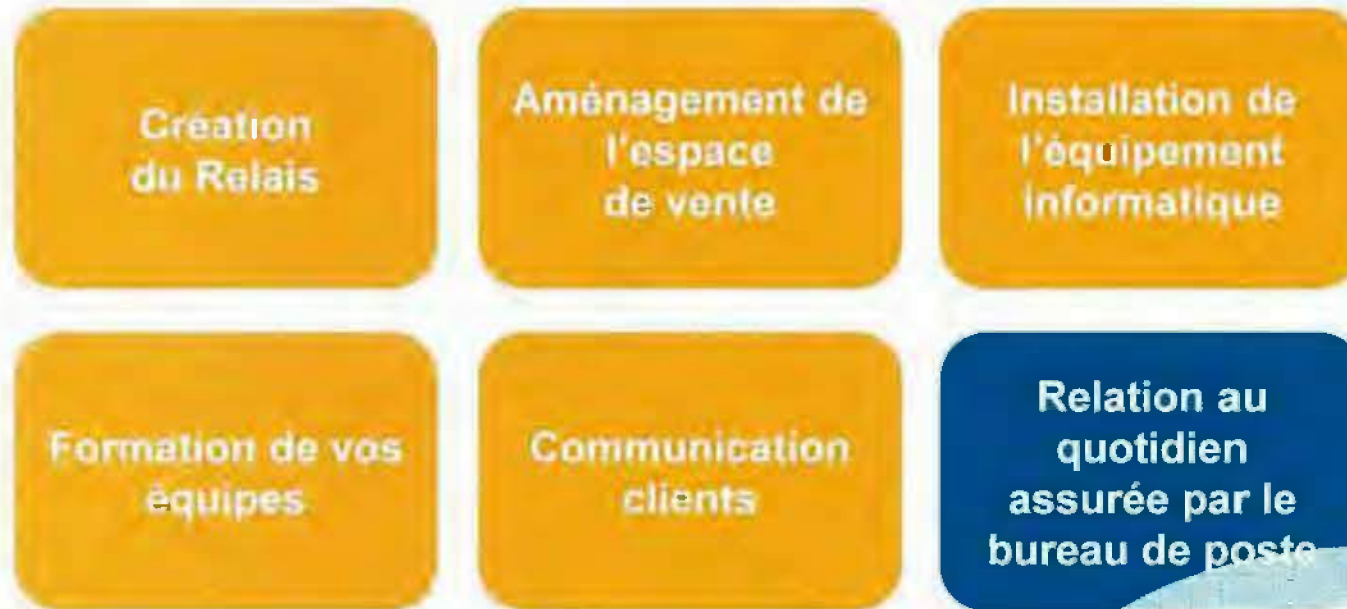 Création
du Relais
Aménagement de
l'espace
de vente
Installation de
l'équipement
informatique
Formation de vos
équipes
Communication
clients
Relation au
quotidien
assurée par le
bureau de poste